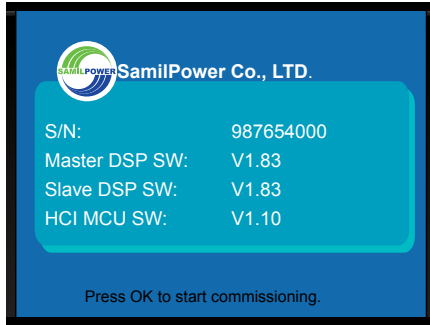 SAMILPOWER SamilPower Co., LTD.
S/N: 987654000
Master DSP SW: V1.83
Slave DSP SW: V1.83
HCI MCU SW: V1.10
Press OK to start commissioning.